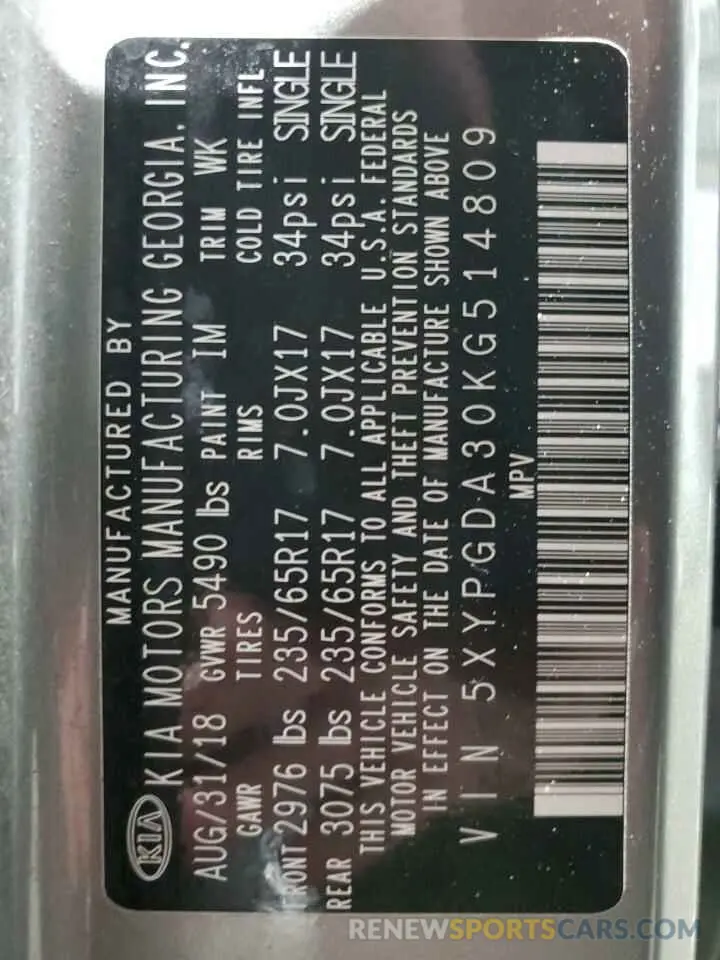 MANUFACTURED BY
KIA KIA MOTORS MANUFACTURING GEORGIA, INC.
AUG/31/18 GVWR 5490 lbs PAINT IM TRIM WK
GAWR TIRES RIMS COLD TIRE INFL
FRONT 2976 lbs 235/65R17 7.0JX17 34psi SINGLE
REAR 3075 lbs 235/65R17 7.0JX17 34psi SINGLE
THIS VEHICLE CONFORMS TO ALL APPLICABLE U.S.A. FEDERAL
MOTOR VEHICLE SAFETY AND THEFT PREVENTION STANDARDS
IN EFFECT ON THE DATE OF MANUFACTURE SHOWN ABOVE
VIN 5XYPGDA30KG514809
MPV
RENEWSPORTSCARS.COM